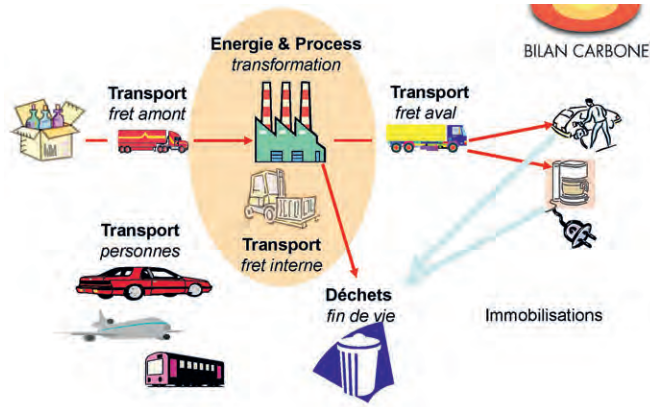 BILAN CARBONE
Energie & Process
transformation
Transport
fret amont
Transport
fret aval
Transport
fret interne
Transport
personnes
Déchets
fin de vie
Immobilisations